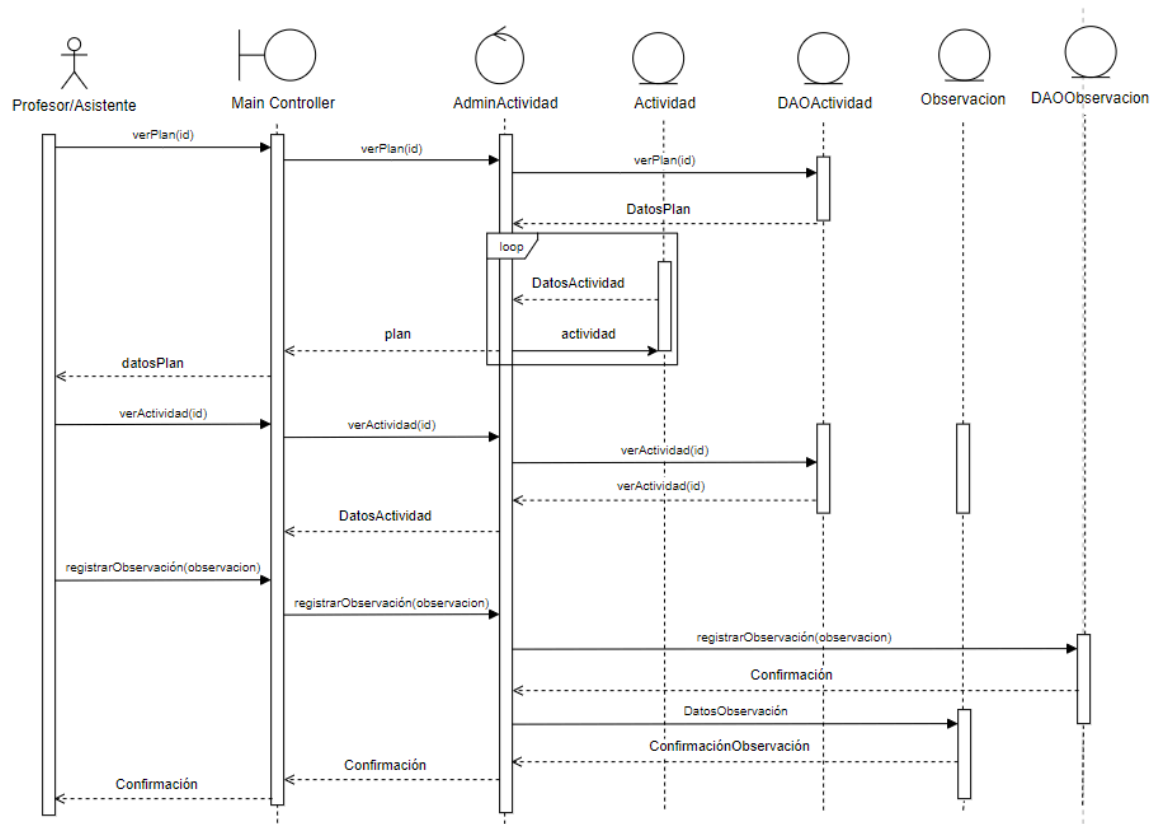 Profesor/Asistente
Main Controller
AdminActividad
Actividad
DAOActividad
Observacion
DAOObservacion
verPlan(id)
verPlan(id)
verPlan(id)
DatosPlan
loop
DatosActividad
plan
actividad
datosPlan
verActividad(id)
verActividad(id)
verActividad(id)
verActividad(id)
DatosActividad
registrarObservación(observacion)
registrarObservación(observacion)
registrarObservación(observacion)
Confirmación
DatosObservación
ConfirmaciónObservación
Confirmación
Confirmación